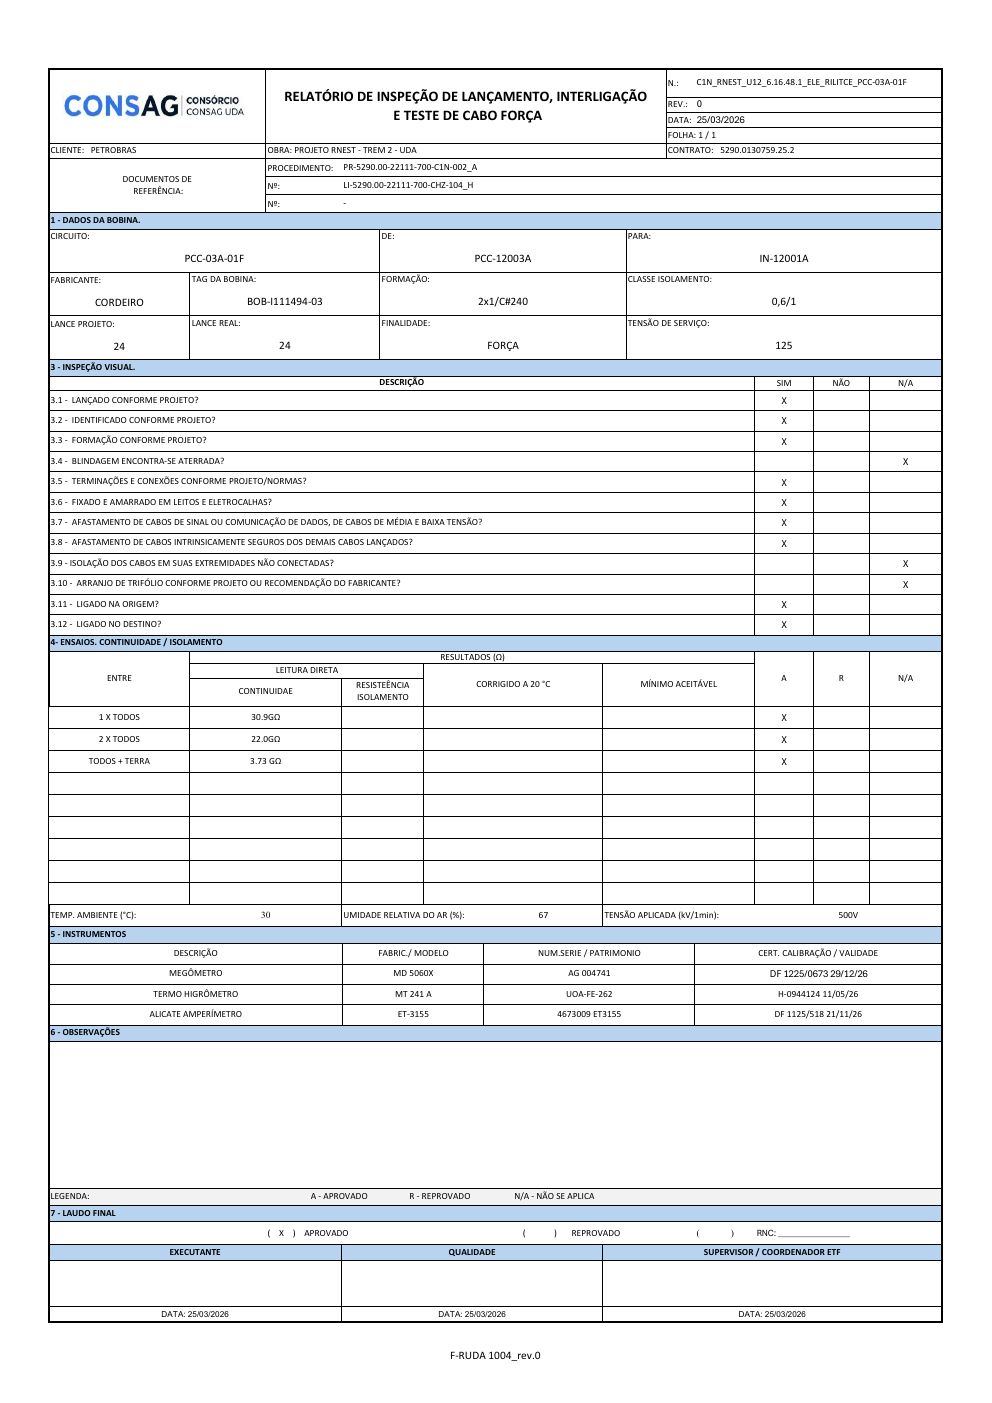 CONSAG CONSÓRCIO CONSAG UDA
RELATÓRIO DE INSPEÇÃO DE LANÇAMENTO, INTERLIGAÇÃO
E TESTE DE CABO FORÇA
N.: C1N_RNEST_U12_6.16.48.1_ELE_RILITCE_PCC-03A-01F
REV.: 0
DATA: 25/03/2026
FOLHA: 1 / 1
CLIENTE: PETROBRAS OBRA: PROJETO RNEST - TREM 2 - UDA CONTRATO: 5290.0130759.25.2
DOCUMENTOS DE
REFERÊNCIA:
PROCEDIMENTO: PR-5290.00-22111-700-C1N-002_A
Nº: LI-5290.00-22111-700-CHZ-104_H
Nº: -
1 - DADOS DA BOBINA.
CIRCUITO: DE: PARA:
PCC-03A-01F PCC-12003A IN-12001A
FABRICANTE: TAG DA BOBINA: FORMAÇÃO: CLASSE ISOLAMENTO:
CORDEIRO BOB-I111494-03 2x1/C#240 0,6/1
LANCE PROJETO: LANCE REAL: FINALIDADE: TENSÃO DE SERVIÇO:
24 24 FORÇA 125
3 - INSPEÇÃO VISUAL.
DESCRIÇÃO SIM NÃO N/A
3.1 - LANÇADO CONFORME PROJETO? X
3.2 - IDENTIFICADO CONFORME PROJETO? X
3.3 - FORMAÇÃO CONFORME PROJETO? X
3.4 - BLINDAGEM ENCONTRA-SE ATERRADA? X
3.5 - TERMINAÇÕES E CONEXÕES CONFORME PROJETO/NORMAS? X
3.6 - FIXADO E AMARRADO EM LEITOS E ELETROCALHAS? X
3.7 - AFASTAMENTO DE CABOS DE SINAL OU COMUNICAÇÃO DE DADOS, DE CABOS DE MÉDIA E BAIXA TENSÃO? X
3.8 - AFASTAMENTO DE CABOS INTRINSICAMENTE SEGUROS DOS DEMAIS CABOS LANÇADOS? X
3.9 - ISOLAÇÃO DOS CABOS EM SUAS EXTREMIDADES NÃO CONECTADAS? X
3.10 - ARRANJO DE TRIFÓLIO CONFORME PROJETO OU RECOMENDAÇÃO DO FABRICANTE? X
3.11 - LIGADO NA ORIGEM? X
3.12 - LIGADO NO DESTINO? X
4- ENSAIOS. CONTINUIDADE / ISOLAMENTO
ENTRE RESULTADOS (Ω) A R N/A
LEITURA DIRETA CORRIGIDO A 20 °C MÍNIMO ACEITÁVEL
CONTINUIDAE RESISTEÊNCIA ISOLAMENTO
1 X TODOS 30.9GΩ X
2 X TODOS 22.0GΩ X
TODOS + TERRA 3.73 GΩ X
TEMP. AMBIENTE (°C): 30 UMIDADE RELATIVA DO AR (%): 67 TENSÃO APLICADA (kV/1min): 500V
5 - INSTRUMENTOS
DESCRIÇÃO FABRIC./ MODELO NUM.SERIE / PATRIMONIO CERT. CALIBRAÇÃO / VALIDADE
MEGÔMETRO MD 5060X AG 004741 DF 1225/0673 29/12/26
TERMO HIGRÔMETRO MT 241 A UOA-FE-262 H-0944124 11/05/26
ALICATE AMPERÍMETRO ET-3155 4673009 ET3155 DF 1125/518 21/11/26
6 - OBSERVAÇÕES
LEGENDA: A - APROVADO R - REPROVADO N/A - NÃO SE APLICA
7 - LAUDO FINAL
( X ) APROVADO ( ) REPROVADO ( ) RNC: _______________
EXECUTANTE QUALIDADE SUPERVISOR / COORDENADOR ETF
DATA: 25/03/2026 DATA: 25/03/2026 DATA: 25/03/2026
F-RUDA 1004_rev.0